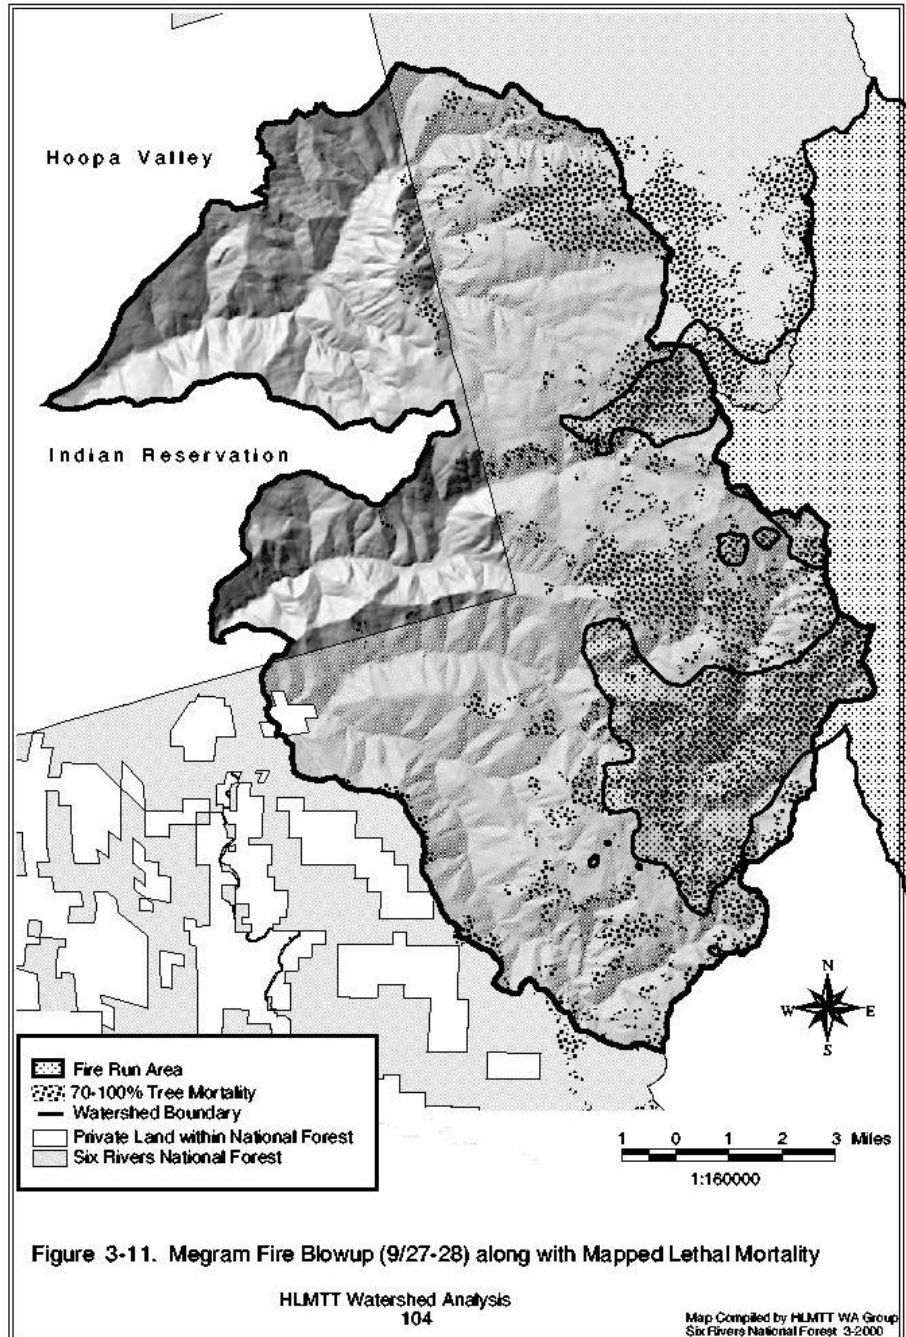 Hoopa Valley
Indian Reservation
N
W E
S
Fire Run Area
70-100% Tree Mortality
Watershed Boundary
Private Land within National Forest
Six Rivers National Forest
1 0 1 2 3 Miles
1:160000
Figure 3-11. Megram Fire Blowup (9/27-28) along with Mapped Lethal Mortality
HLMTT Watershed Analysis
104
Map Compiled by HLMTT WA Group
Six Rivers National Forest 3-2000